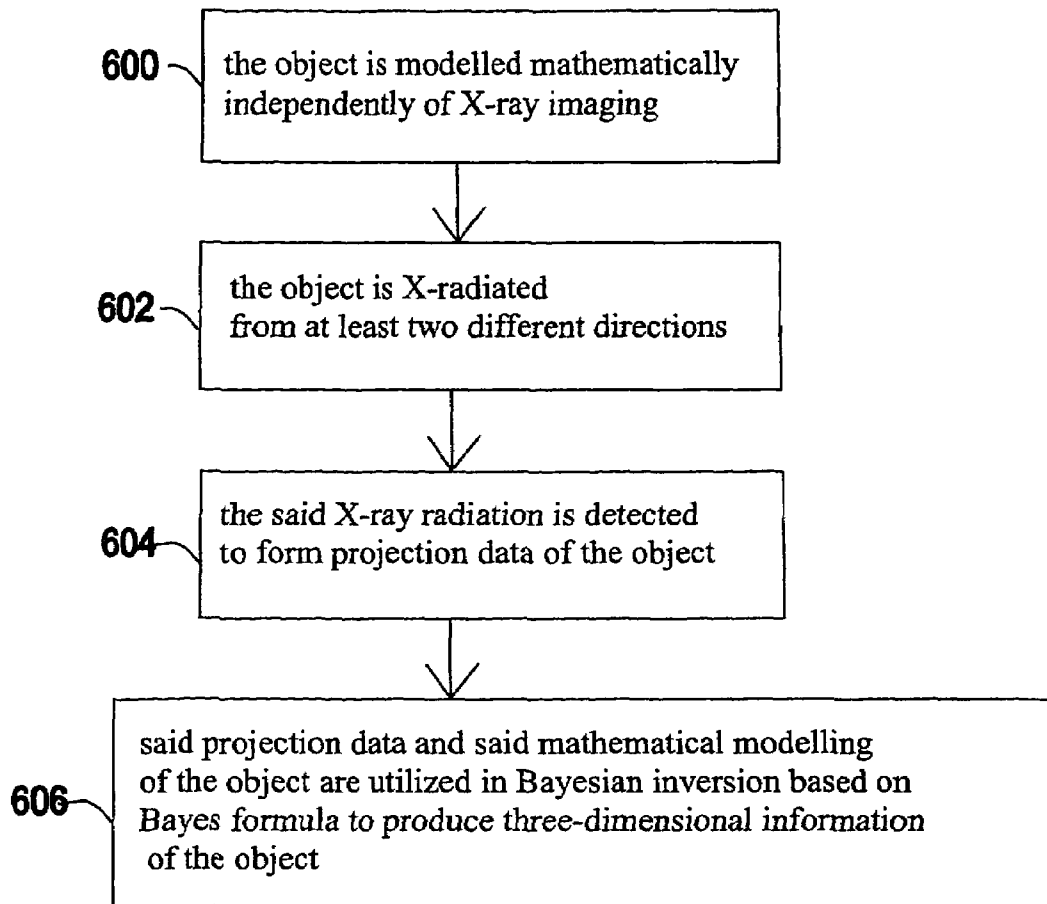 600
the object is modelled mathematically
independently of X-ray imaging
602
the object is X-radiated
from at least two different directions
604
the said X-ray radiation is detected
to form projection data of the object
606
said projection data and said mathematical modelling
of the object are utilized in Bayesian inversion based on
Bayes formula to produce three-dimensional information
of the object